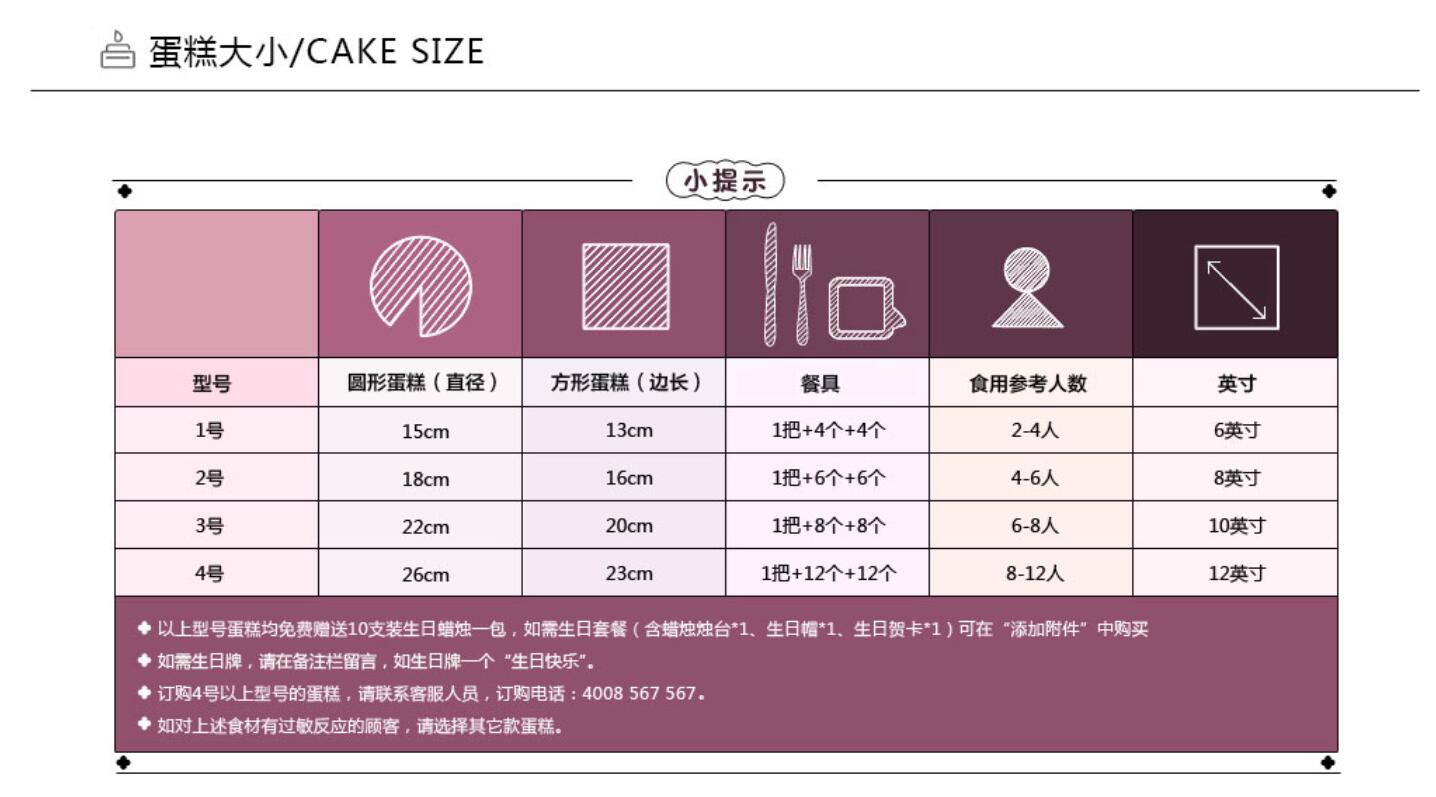 蛋糕大小/CAKE SIZE
小提示
型号 圆形蛋糕（直径） 方形蛋糕（边长） 餐具 食用参考人数 英寸
1号 15cm 13cm 1把+4个+4个 2-4人 6英寸
2号 18cm 16cm 1把+6个+6个 4-6人 8英寸
3号 22cm 20cm 1把+8个+8个 6-8人 10英寸
4号 26cm 23cm 1把+12个+12个 8-12人 12英寸
以上型号蛋糕均免费赠送10支装生日蜡烛一包，如需生日套餐（含蜡烛烛台*1、生日帽*1、生日贺卡*1）可在“添加附件”中购买
如需生日牌，请在备注栏留言，如生日牌一个“生日快乐”。
订购4号以上型号的蛋糕，请联系客服人员，订购电话：4008 567 567。
如对上述食材有过敏反应的顾客，请选择其它款蛋糕。